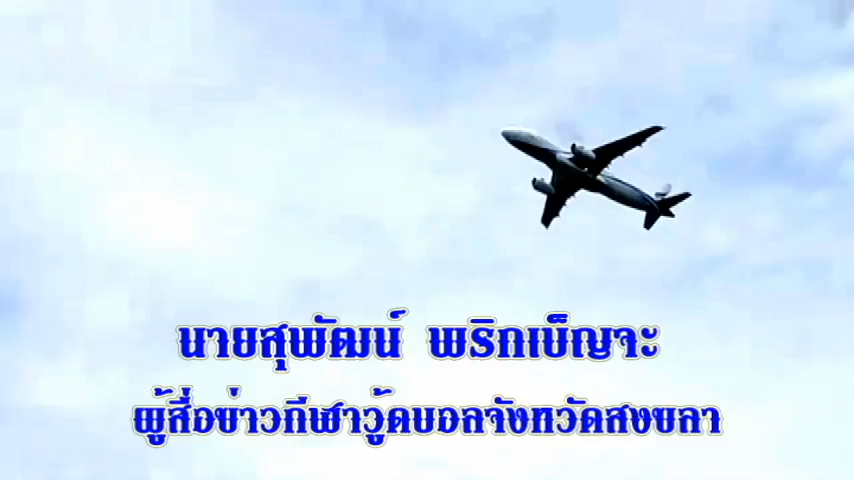 นายสุพัฒน์ พริกเบ็ญจะ
ผู้สื่อข่าวกีฬาวู้ดบอลจังหวัดสงขลา